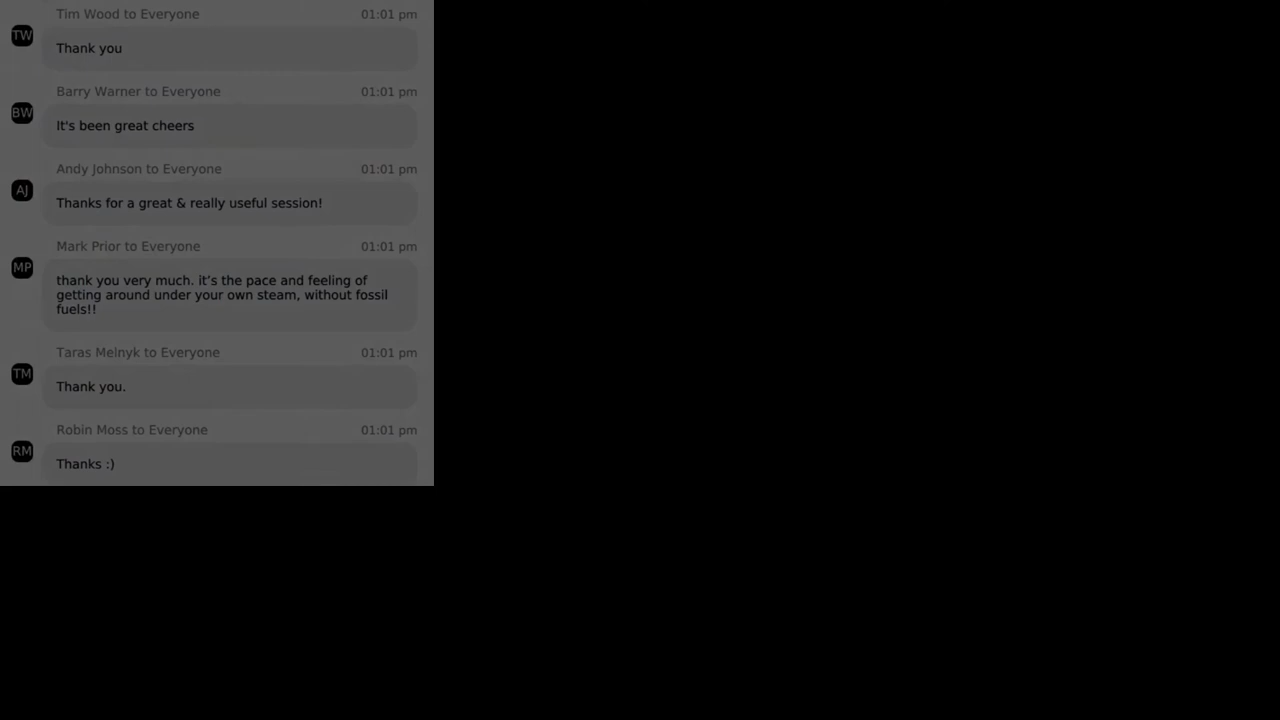 Tim Wood to Everyone 01:01 pm
TW
Thank you
Barry Warner to Everyone 01:01 pm
BW
It's been great cheers
Andy Johnson to Everyone 01:01 pm
AJ
Thanks for a great & really useful session!
Mark Prior to Everyone 01:01 pm
MP
thank you very much. it’s the pace and feeling of
getting around under your own steam, without fossil
fuels!!
Taras Melnyk to Everyone 01:01 pm
TM
Thank you.
Robin Moss to Everyone 01:01 pm
RM
Thanks :)